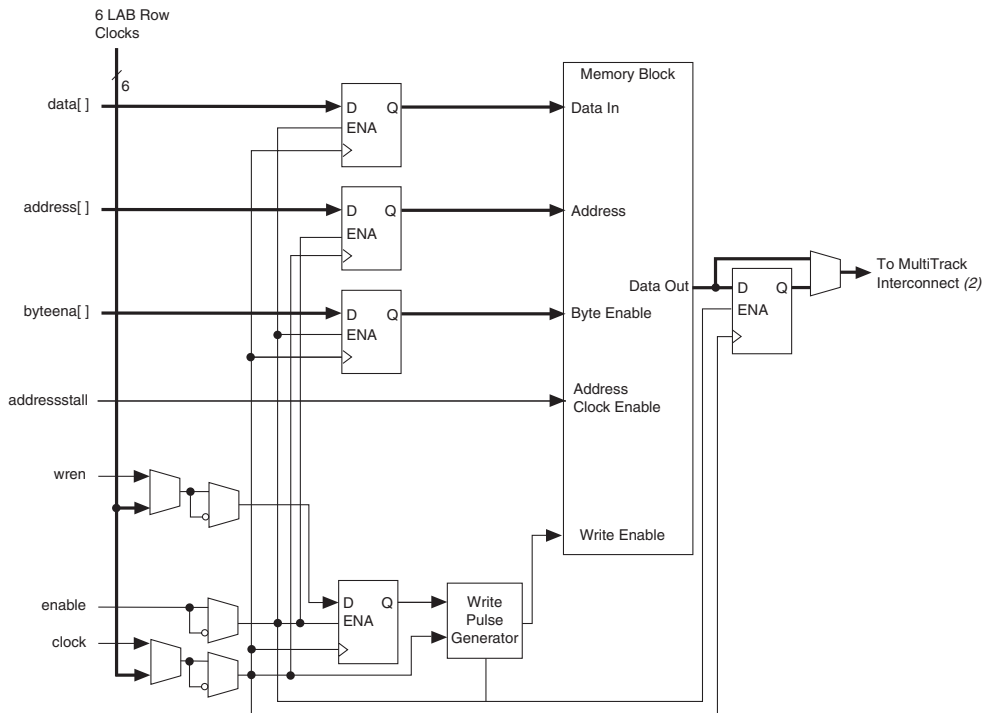 6 LAB Row
Clocks
6
data[ ]
D Q
ENA
Memory Block
Data In
address[ ]
D Q
ENA
Address
byteena[ ]
D Q
ENA
Byte Enable
Data Out
D Q
ENA
To MultiTrack
Interconnect (2)
addressstall
Address
Clock Enable
wren
Write Enable
enable
clock
D Q
ENA
Write
Pulse
Generator